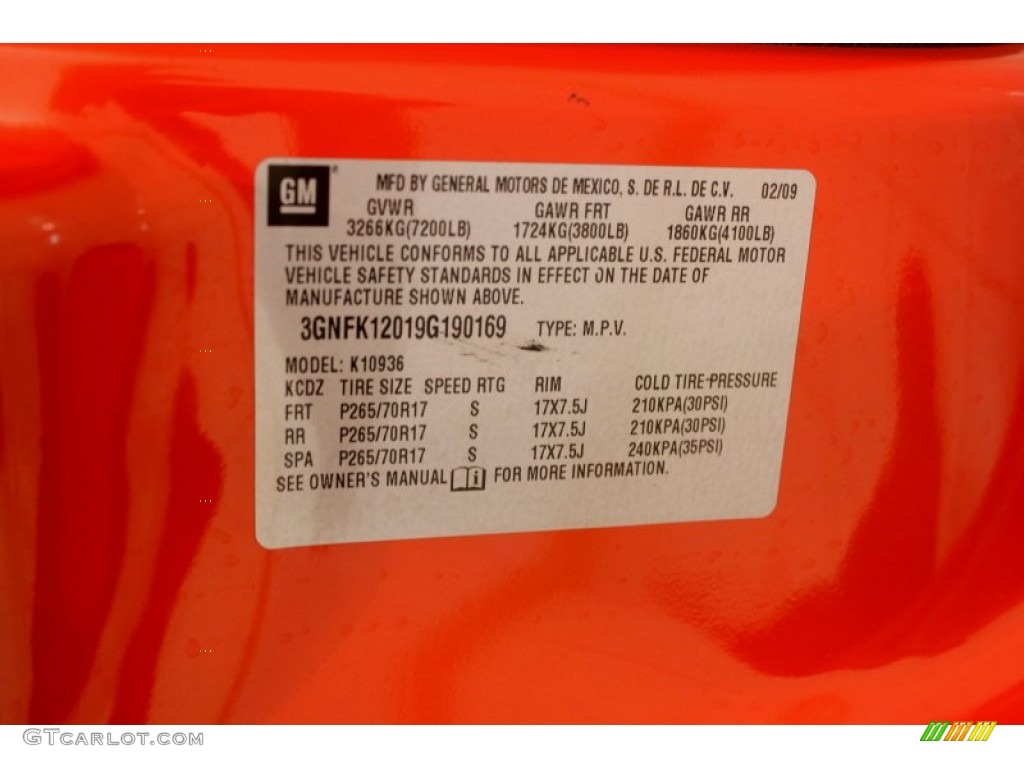 GM
MFD BY GENERAL MOTORS DE MEXICO, S. DE R.L. DE C.V. 02/09
GVWR GAWR FRT GAWR RR
3266KG(7200LB) 1724KG(3800LB) 1860KG(4100LB)
THIS VEHICLE CONFORMS TO ALL APPLICABLE U.S. FEDERAL MOTOR
VEHICLE SAFETY STANDARDS IN EFFECT ON THE DATE OF
MANUFACTURE SHOWN ABOVE.
3GNFK12019G190169 TYPE: M.P.V.
MODEL: K10936
KCDZ TIRE SIZE SPEED RTG RIM COLD TIRE PRESSURE
FRT P265/70R17 S 17X7.5J 210KPA(30PSI)
RR P265/70R17 S 17X7.5J 210KPA(30PSI)
SPA P265/70R17 S 17X7.5J 240KPA(35PSI)
SEE OWNER'S MANUAL i FOR MORE INFORMATION.
GTCARLOT.COM